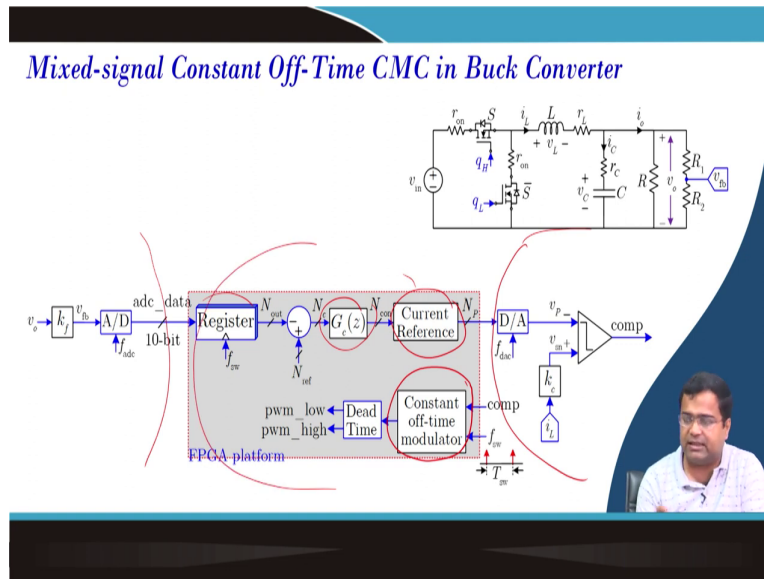 Mixed-signal Constant Off-Time CMC in Buck Converter
r_on S i_L L r_L i_o
+ v_L −
q_H r_on i_C
v_in + r_C R v_o R_1 v_fb
q_L S̄ v_C C R_2
v_o k_f v_fb A/D adc_data Register N_out N_e G_c(z) N_con Current Reference N_p D/A v_p − comp
f_adc 10-bit f_sw − + N_ref f_dac v_sn +
k_c
i_L
pwm_low Dead Constant comp
pwm_high Time off-time f_sw
modulator
FPGA platform
T_sw